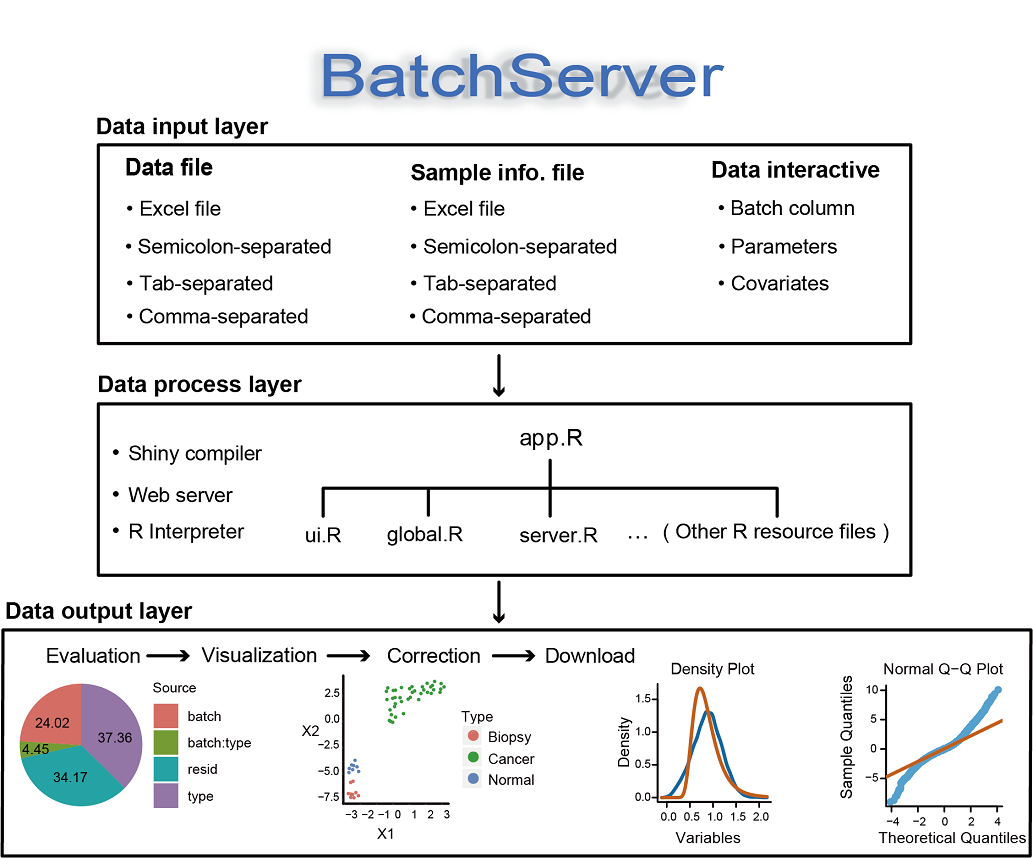 BatchServer
Data input layer
Data file
• Excel file
• Semicolon-separated
• Tab-separated
• Comma-separated
Sample info. file
• Excel file
• Semicolon-separated
• Tab-separated
• Comma-separated
Data interactive
• Batch column
• Parameters
• Covariates
Data process layer
• Shiny compiler
• Web server
• R Interpreter
app.R
ui.R
global.R
server.R
... ( Other R resource files )
Data output layer
Evaluation
Visualization
Correction
Download
24.02
37.36
4.45
34.17
Source
batch
batch:type
resid
type
X2
2.5
0.0
−2.5
−5.0
−7.5
−3 −2 −1 0 1 2 3
X1
Type
Biopsy
Cancer
Normal
Density Plot
Density
1.5
1.0
0.5
0.0
0.0 0.5 1.0 1.5 2.0
Variables
Normal Q−Q Plot
Sample Quantiles
10
5
0
−5
−4 −2 0 2 4
Theoretical Quantiles